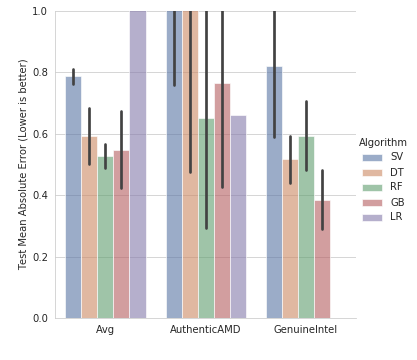 Test Mean Absolute Error (Lower is better)
1.0
0.8
0.6
0.4
0.2
0.0
Avg
AuthenticAMD
GenuineIntel
Algorithm
SV
DT
RF
GB
LR